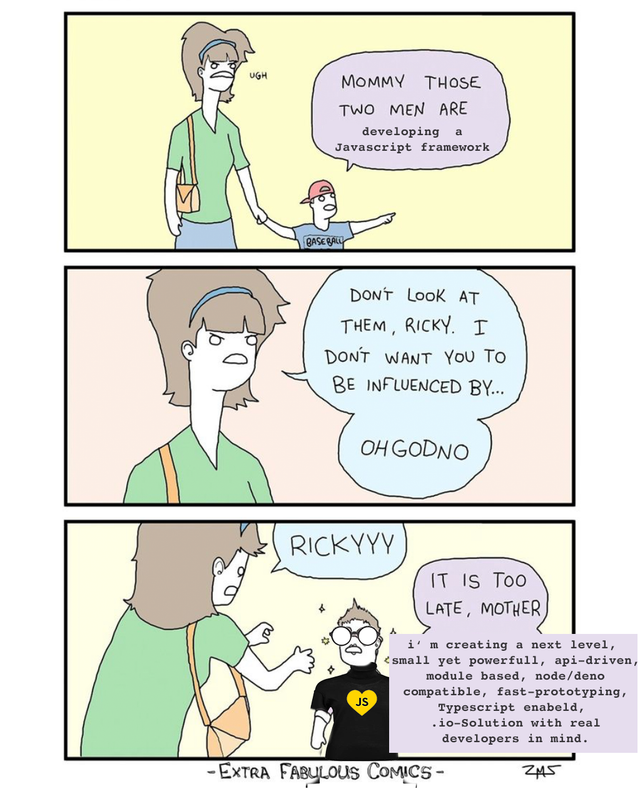 UGH
MOMMY THOSE
TWO MEN ARE
developing a
Javascript framework
BASEBALL
DON'T LOOK AT
THEM, RICKY. I
DON'T WANT YOU TO
BE INFLUENCED BY...
OHGODNO
RICKYYY
IT IS TOO
LATE, MOTHER
i' m creating a next level,
small yet powerfull, api-driven,
module based, node/deno
compatible, fast-prototyping,
Typescript enabeld,
.io-Solution with real
developers in mind.
JS
-EXTRA FABULOUS COMICS-
ZMS